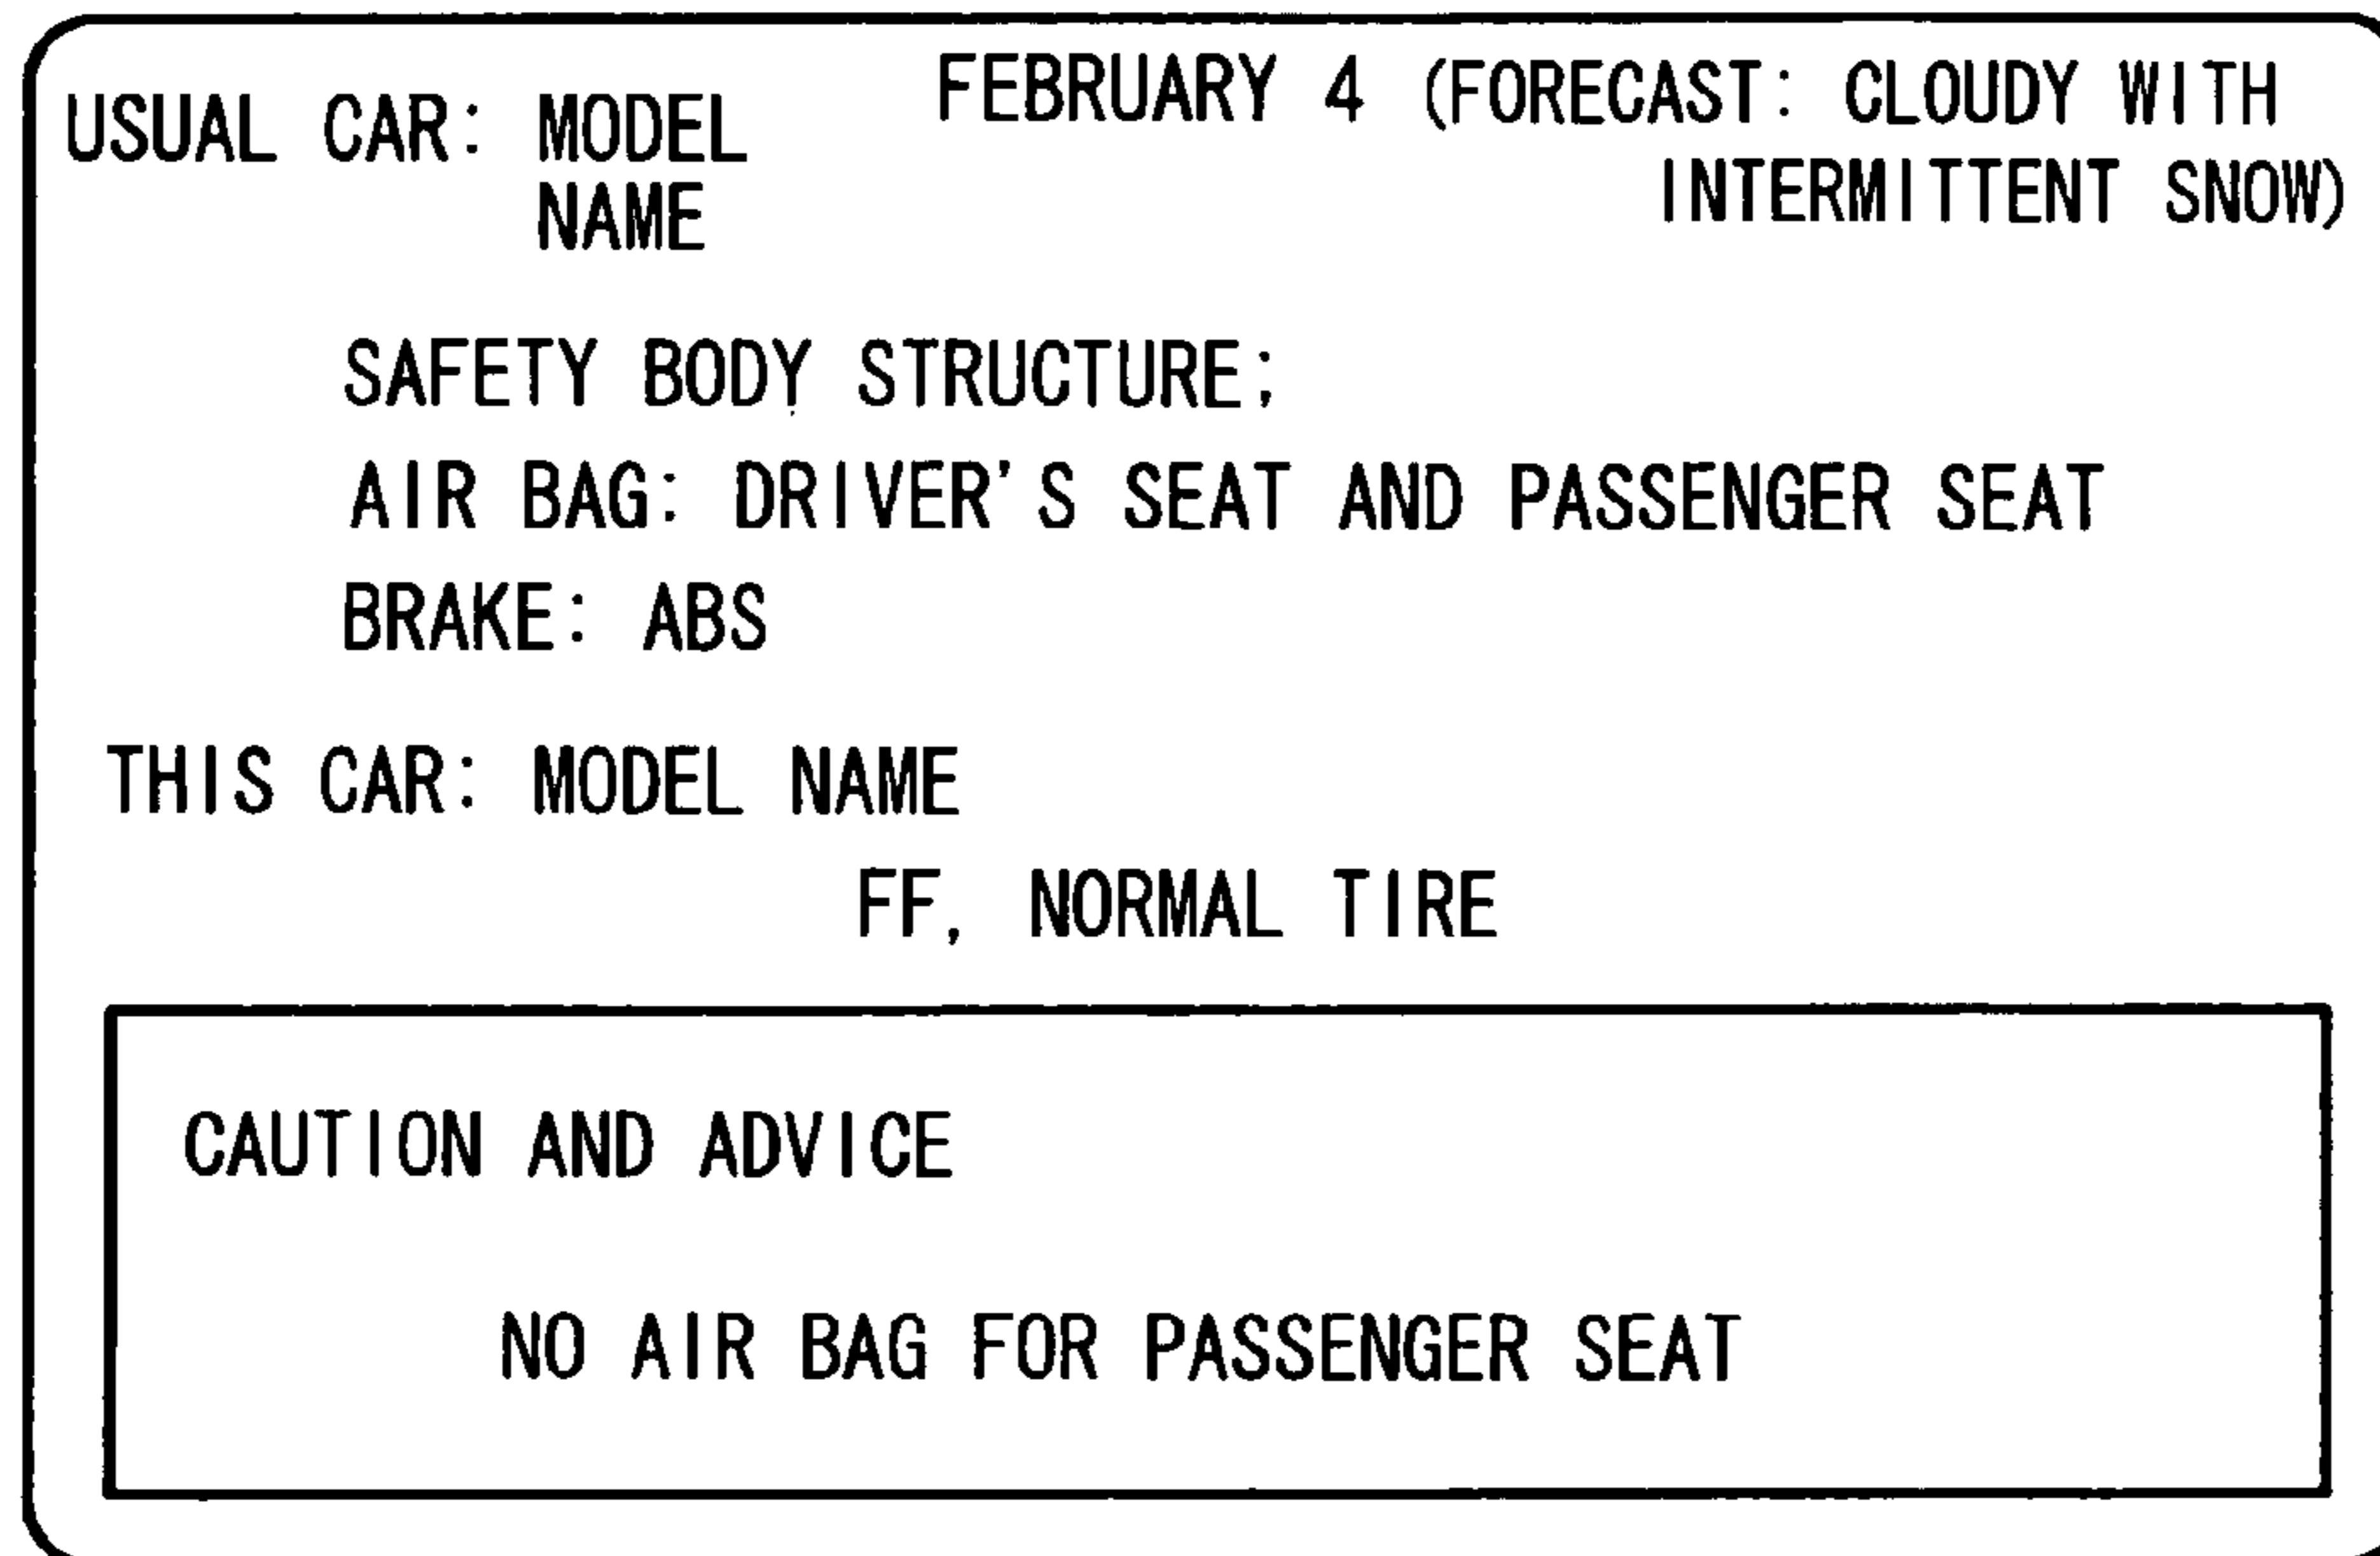 USUAL CAR: MODEL
NAME
FEBRUARY 4 (FORECAST: CLOUDY WITH
INTERMITTENT SNOW)
SAFETY BODY STRUCTURE;
AIR BAG: DRIVER'S SEAT AND PASSENGER SEAT
BRAKE: ABS
THIS CAR: MODEL NAME
FF, NORMAL TIRE
CAUTION AND ADVICE
NO AIR BAG FOR PASSENGER SEAT